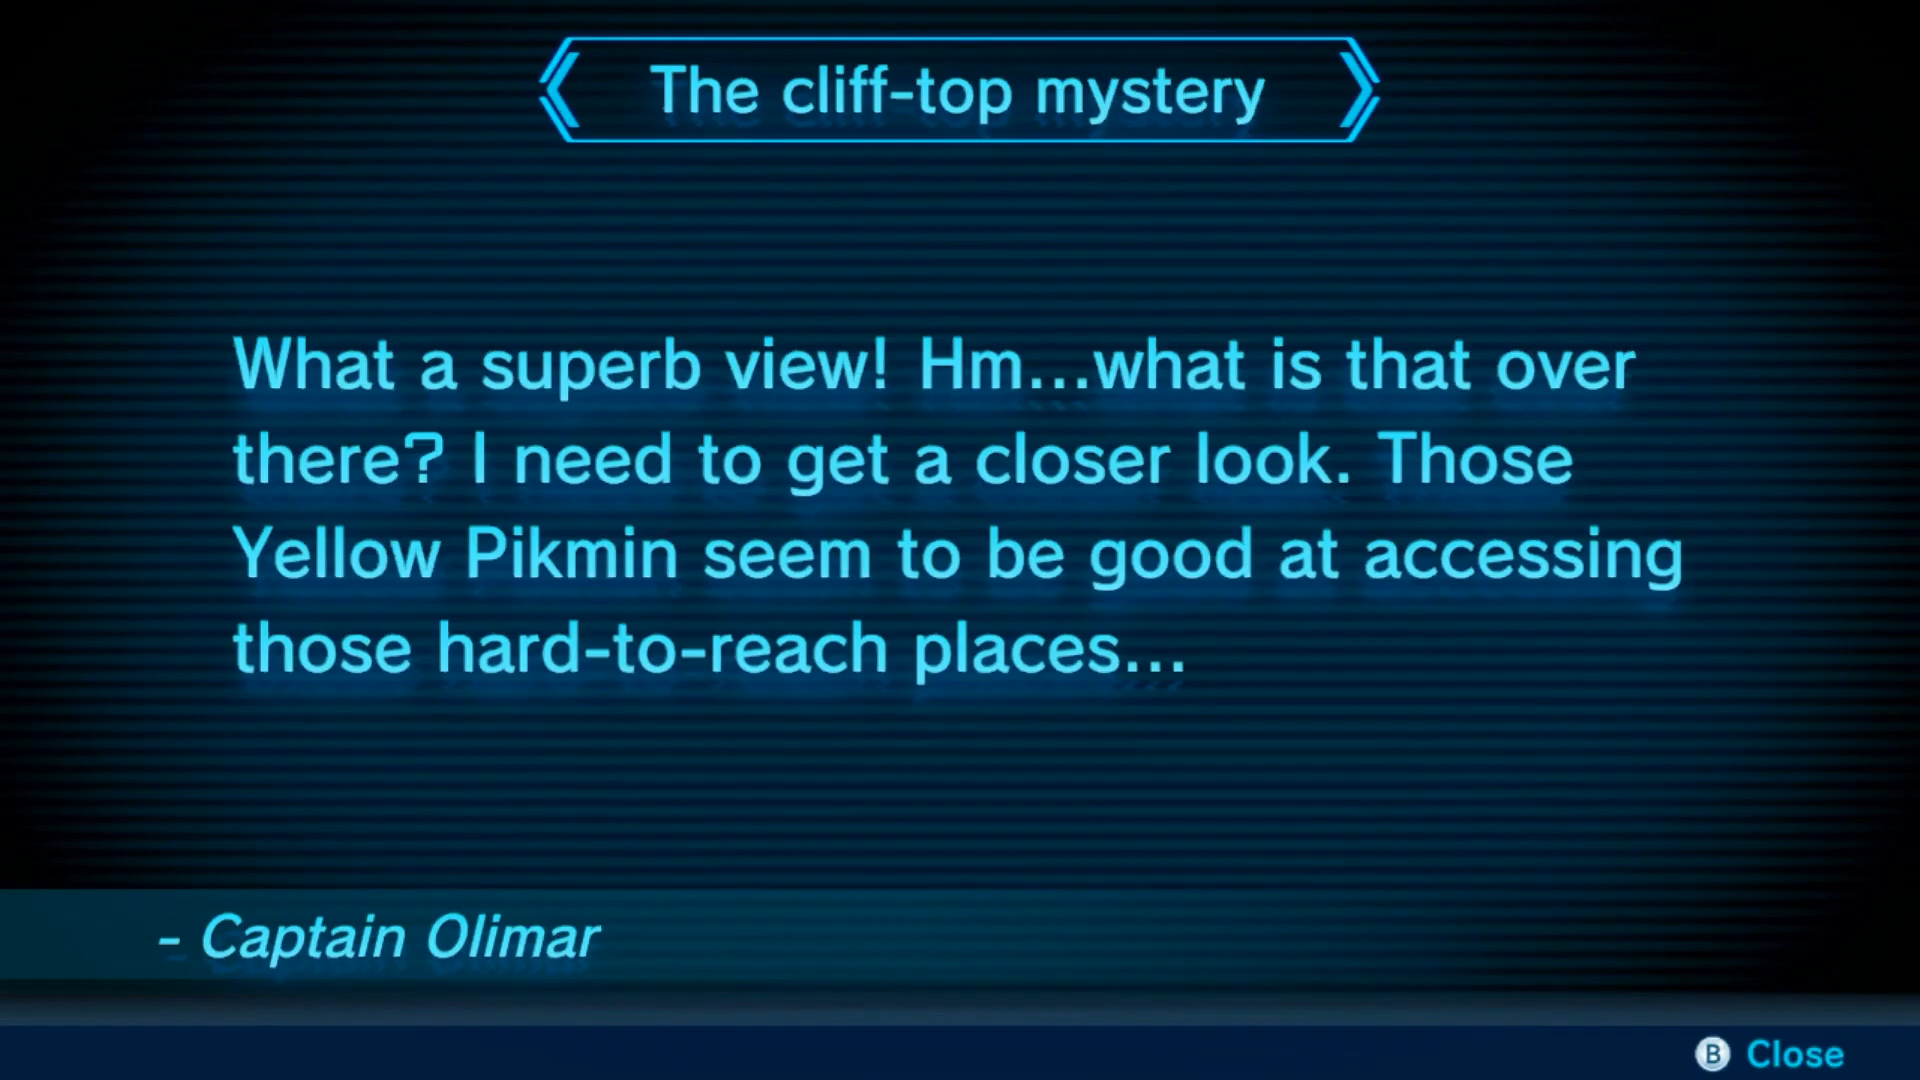 The cliff-top mystery
What a superb view! Hm...what is that over
there? I need to get a closer look. Those
Yellow Pikmin seem to be good at accessing
those hard-to-reach places...
- Captain Olimar
B Close